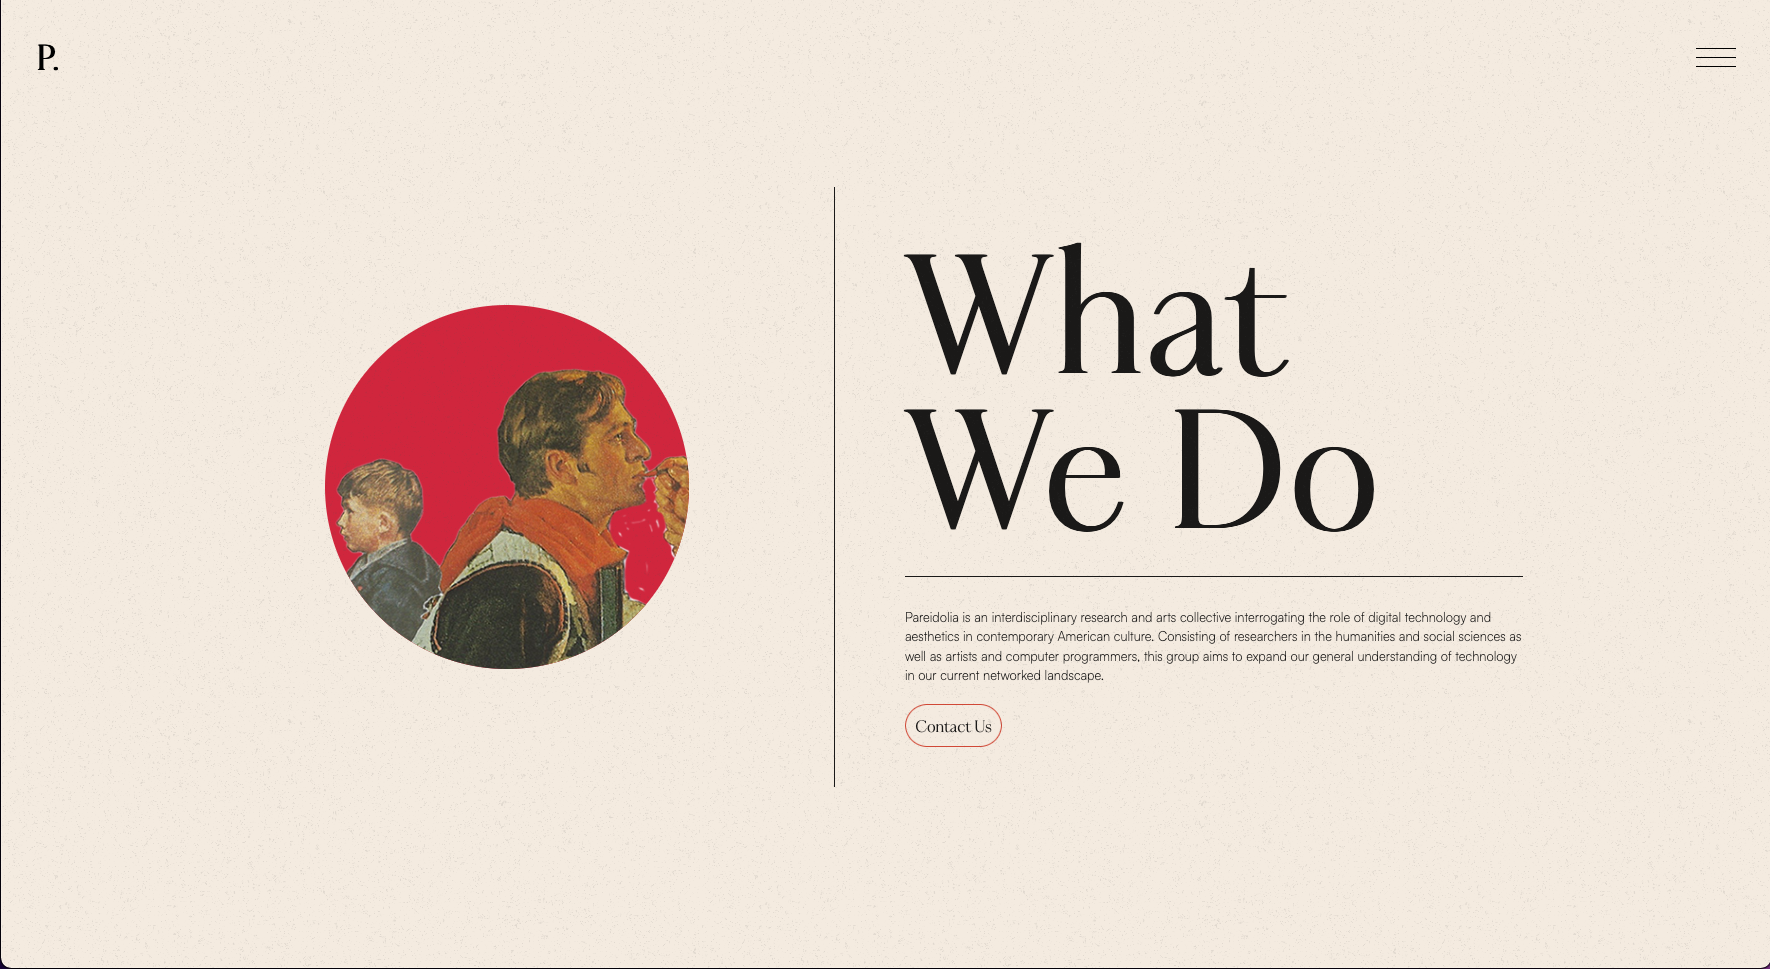 P.
What
We Do
Pareidolia is an interdisciplinary research and arts collective interrogating the role of digital technology and
aesthetics in contemporary American culture. Consisting of researchers in the humanities and social sciences as
well as artists and computer programmers, this group aims to expand our general understanding of technology
in our current networked landscape.
Contact Us